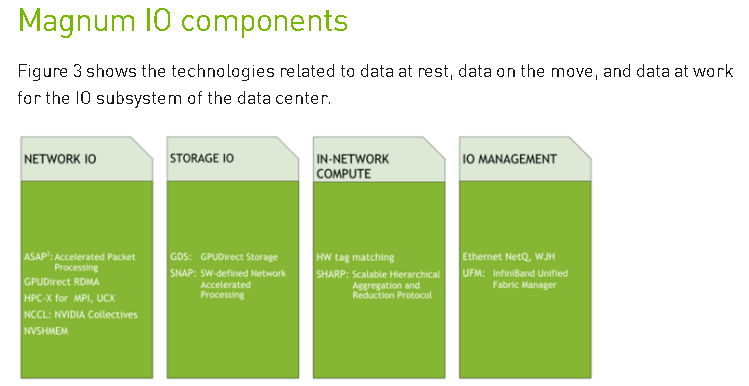 Magnum IO components
Figure 3 shows the technologies related to data at rest, data on the move, and data at work
for the IO subsystem of the data center.
NETWORK IO
ASAP²: Accelerated Packet
Processing
GPUDirect RDMA
HPC-X for MPI, UCX
NCCL: NVIDIA Collectives
NVSHMEM
STORAGE IO
GDS: GPUDirect Storage
SNAP: SW-defined Network
Accelerated
Processing
IN-NETWORK
COMPUTE
HW tag matching
SHARP: Scalable Hierarchical
Aggregation and
Reduction Protocol
IO MANAGEMENT
Ethernet NetQ, WJH
UFM: InfiniBand Unified
Fabric Manager